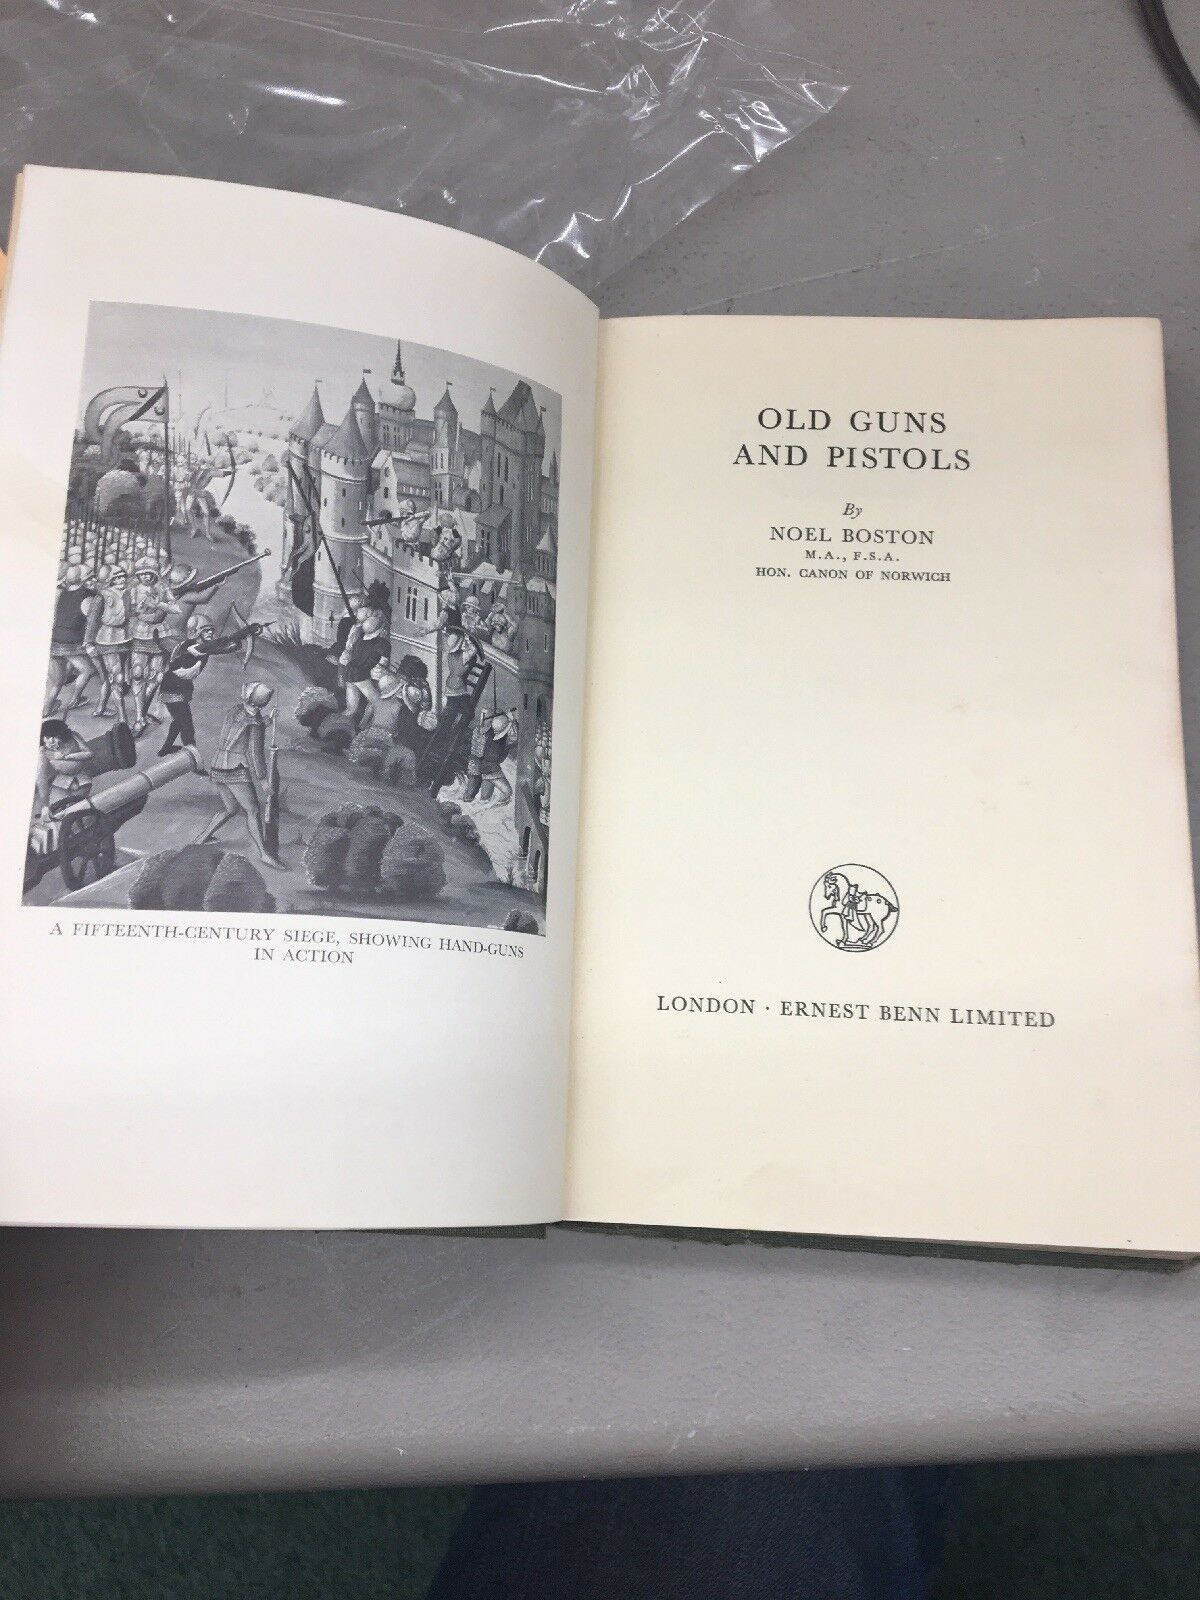 A FIFTEENTH-CENTURY SIEGE, SHOWING HAND-GUNS
IN ACTION
OLD GUNS
AND PISTOLS
By
NOEL BOSTON
M.A., F.S.A.
HON. CANON OF NORWICH
LONDON · ERNEST BENN LIMITED